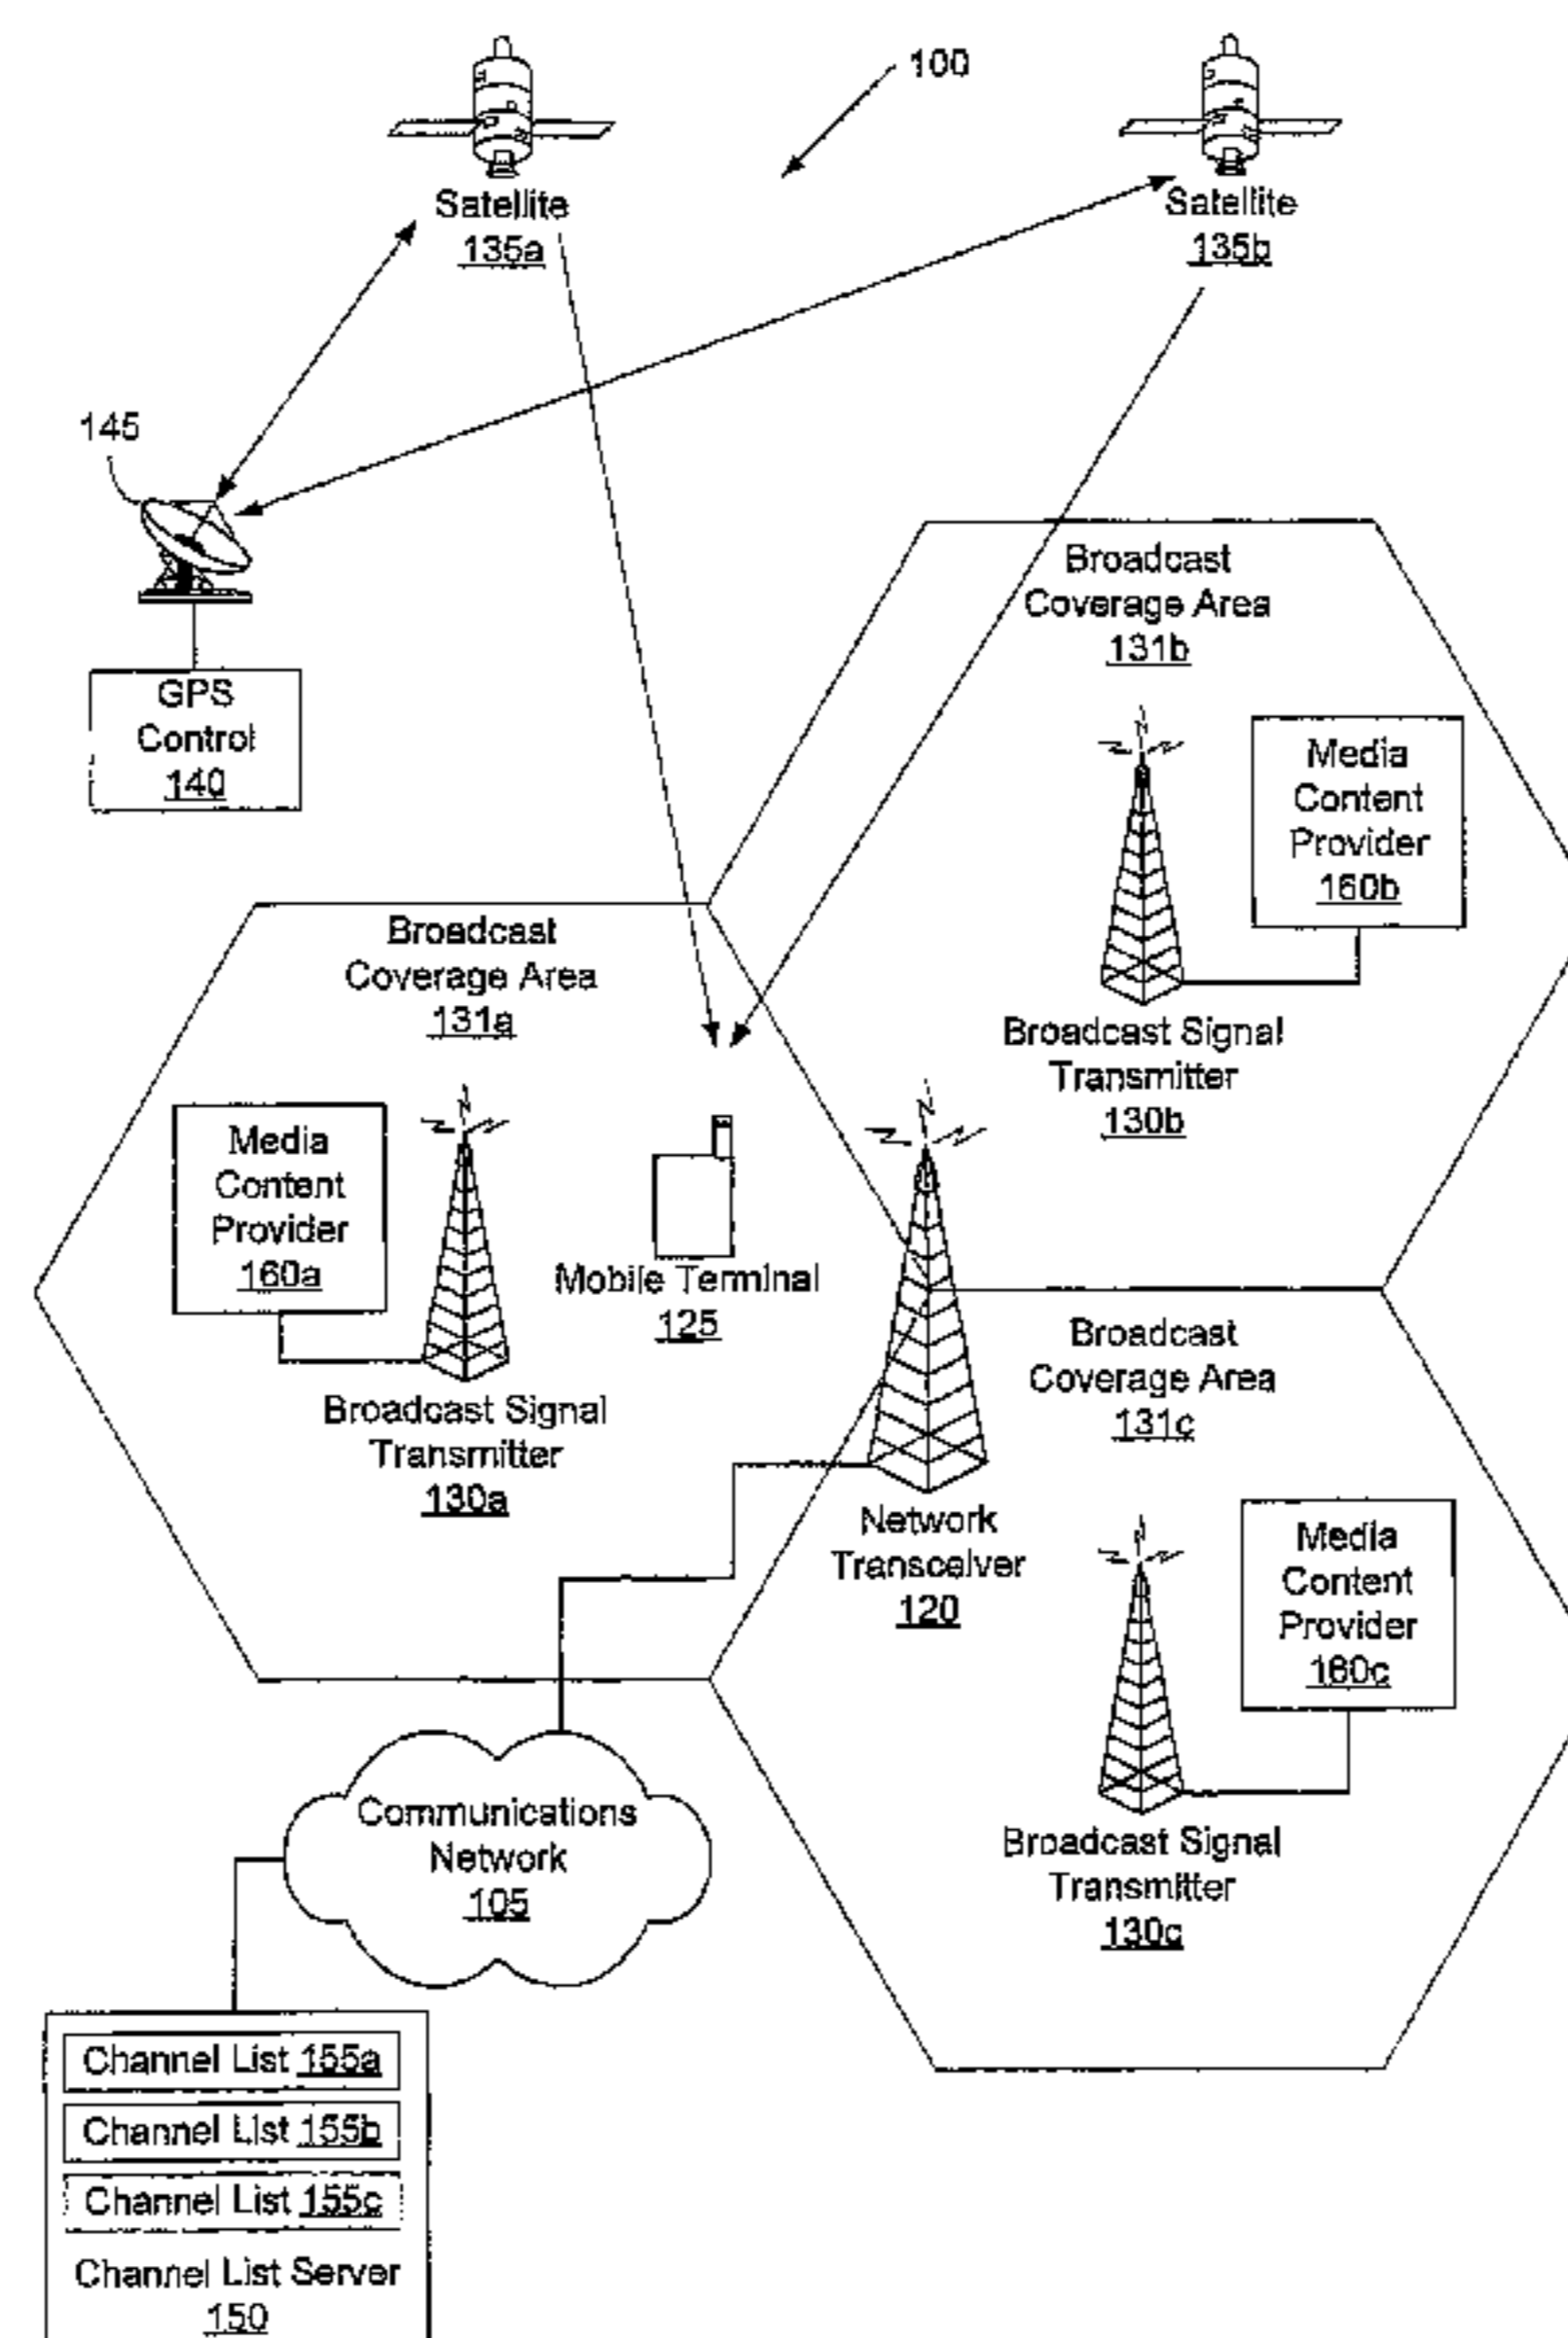 100
Satellite
135a
Satellite
135b
145
GPS
Control
140
Broadcast
Coverage Area
131b
Media
Content
Provider
160b
Broadcast Signal
Transmitter
130b
Broadcast
Coverage Area
131a
Media
Content
Provider
160a
Mobile Terminal
125
Broadcast Signal
Transmitter
130a
Network
Transceiver
120
Broadcast
Coverage Area
131c
Media
Content
Provider
160c
Broadcast Signal
Transmitter
130c
Communications
Network
105
Channel List 155a
Channel List 155b
Channel List 155c
Channel List Server
150